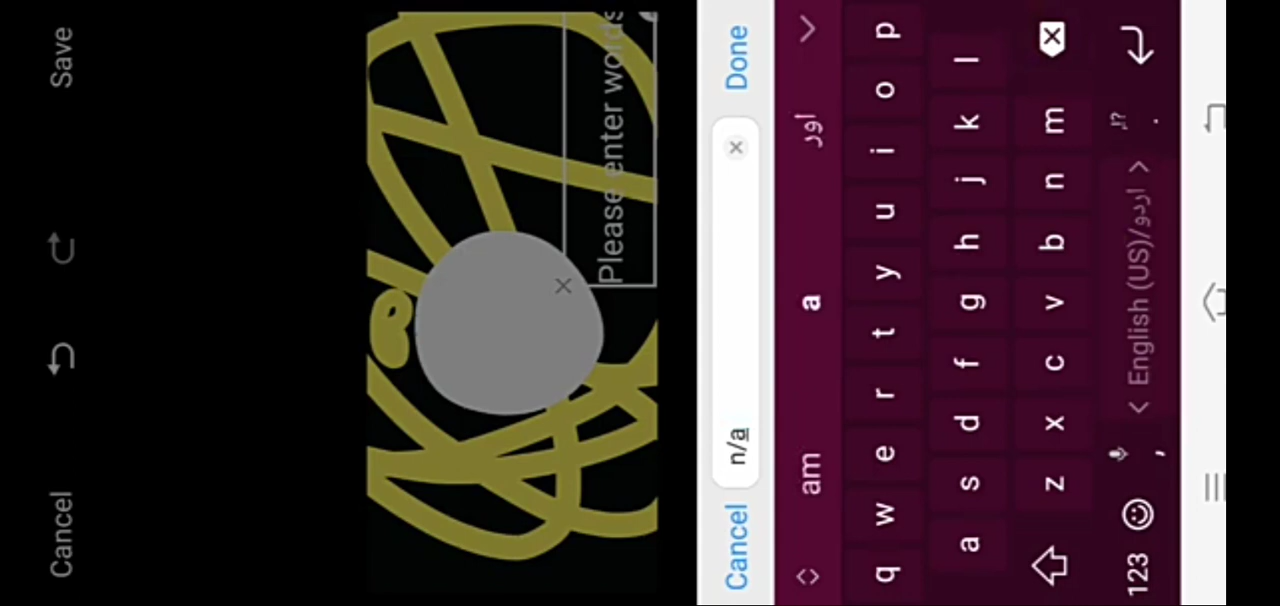 Cancel
Save
Please enter words
Cancel
n/a
Done
am
a
اور
q w e r t y u i o p
a s d f g h j k l
z x c v b n m
123
,
< English (US)/اردو >
.,!?
.